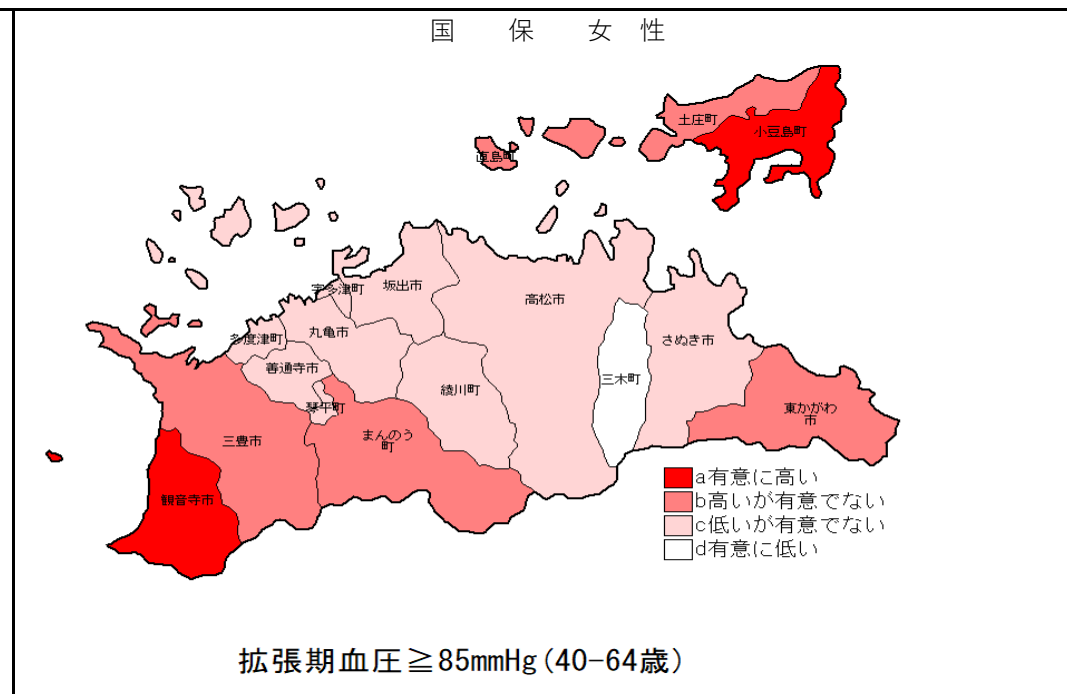 国 保 女 性
土庄町
小豆島町
直島町
宇多津町
坂出市
高松市
多度津町
丸亀市
さぬき市
善通寺市
三木町
綾川町
琴平町
東かがわ
市
まんのう
町
三豊市
観音寺市
a有意に高い
b高いが有意でない
c低いが有意でない
d有意に低い
拡張期血圧≧85mmHg(40-64歳)